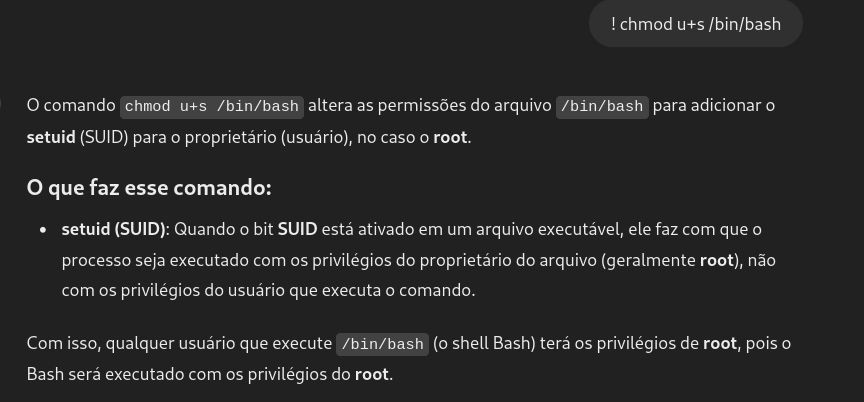 ! chmod u+s /bin/bash
O comando chmod u+s /bin/bash altera as permissões do arquivo /bin/bash para adicionar o
setuid (SUID) para o proprietário (usuário), no caso o root.
O que faz esse comando:
• setuid (SUID): Quando o bit SUID está ativado em um arquivo executável, ele faz com que o
processo seja executado com os privilégios do proprietário do arquivo (geralmente root), não
com os privilégios do usuário que executa o comando.
Com isso, qualquer usuário que execute /bin/bash (o shell Bash) terá os privilégios de root, pois o
Bash será executado com os privilégios do root.